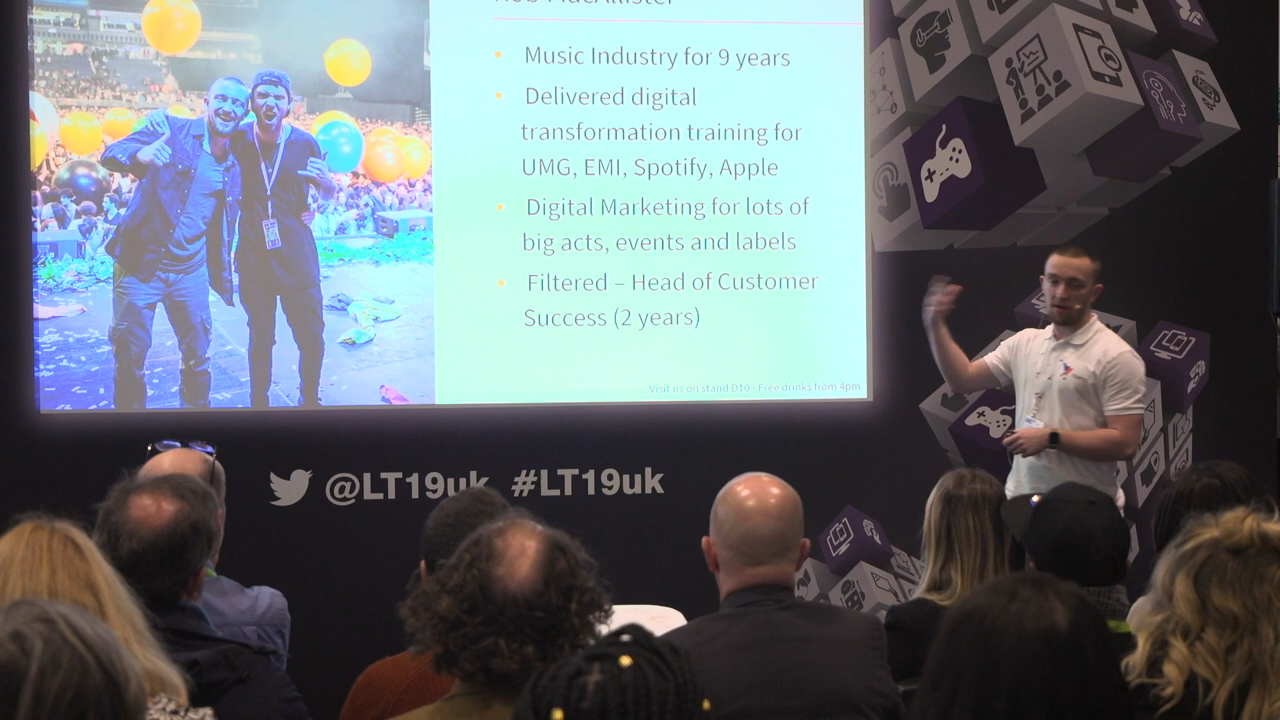 Rob MacAllister
Music Industry for 9 years
Delivered digital
transformation training for
UMG, EMI, Spotify, Apple
Digital Marketing for lots of
big acts, events and labels
Filtered – Head of Customer
Success (2 years)
Visit us on stand D10 - Free drinks from 4pm
@LT19uk #LT19uk